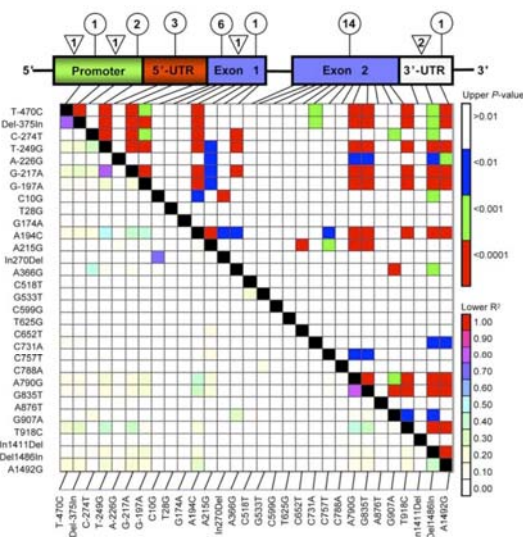 1 1 1 2 3 6 1 1 14 2 1
5' Promoter 5'-UTR Exon 1 Exon 2 3'-UTR 3'
Upper P-value
>0.01
<0.01
<0.001
<0.0001
Lower R²
1.00
0.90
0.80
0.70
0.60
0.50
0.40
0.30
0.20
0.10
0.00
T-470C
Del-375In
C-274T
T-249G
A-226G
G-217A
G-197A
C10G
T28G
G174A
A194C
A215G
In270Del
A366G
C518T
G533T
C599G
T625G
C652T
C731A
C757T
C788A
A790G
G835T
A876T
G907A
T918C
In1411Del
Del1486In
A1492G
T-470C
Del-375In
C-274T
T-249G
A-226G
G-217A
G-197A
C10G
T28G
G174A
A194C
A215G
In270Del
A366G
C518T
G533T
C599G
T625G
C652T
C731A
C757T
C788A
A790G
G835T
A876T
G907A
T918C
In1411Del
Del1486In
A1492G